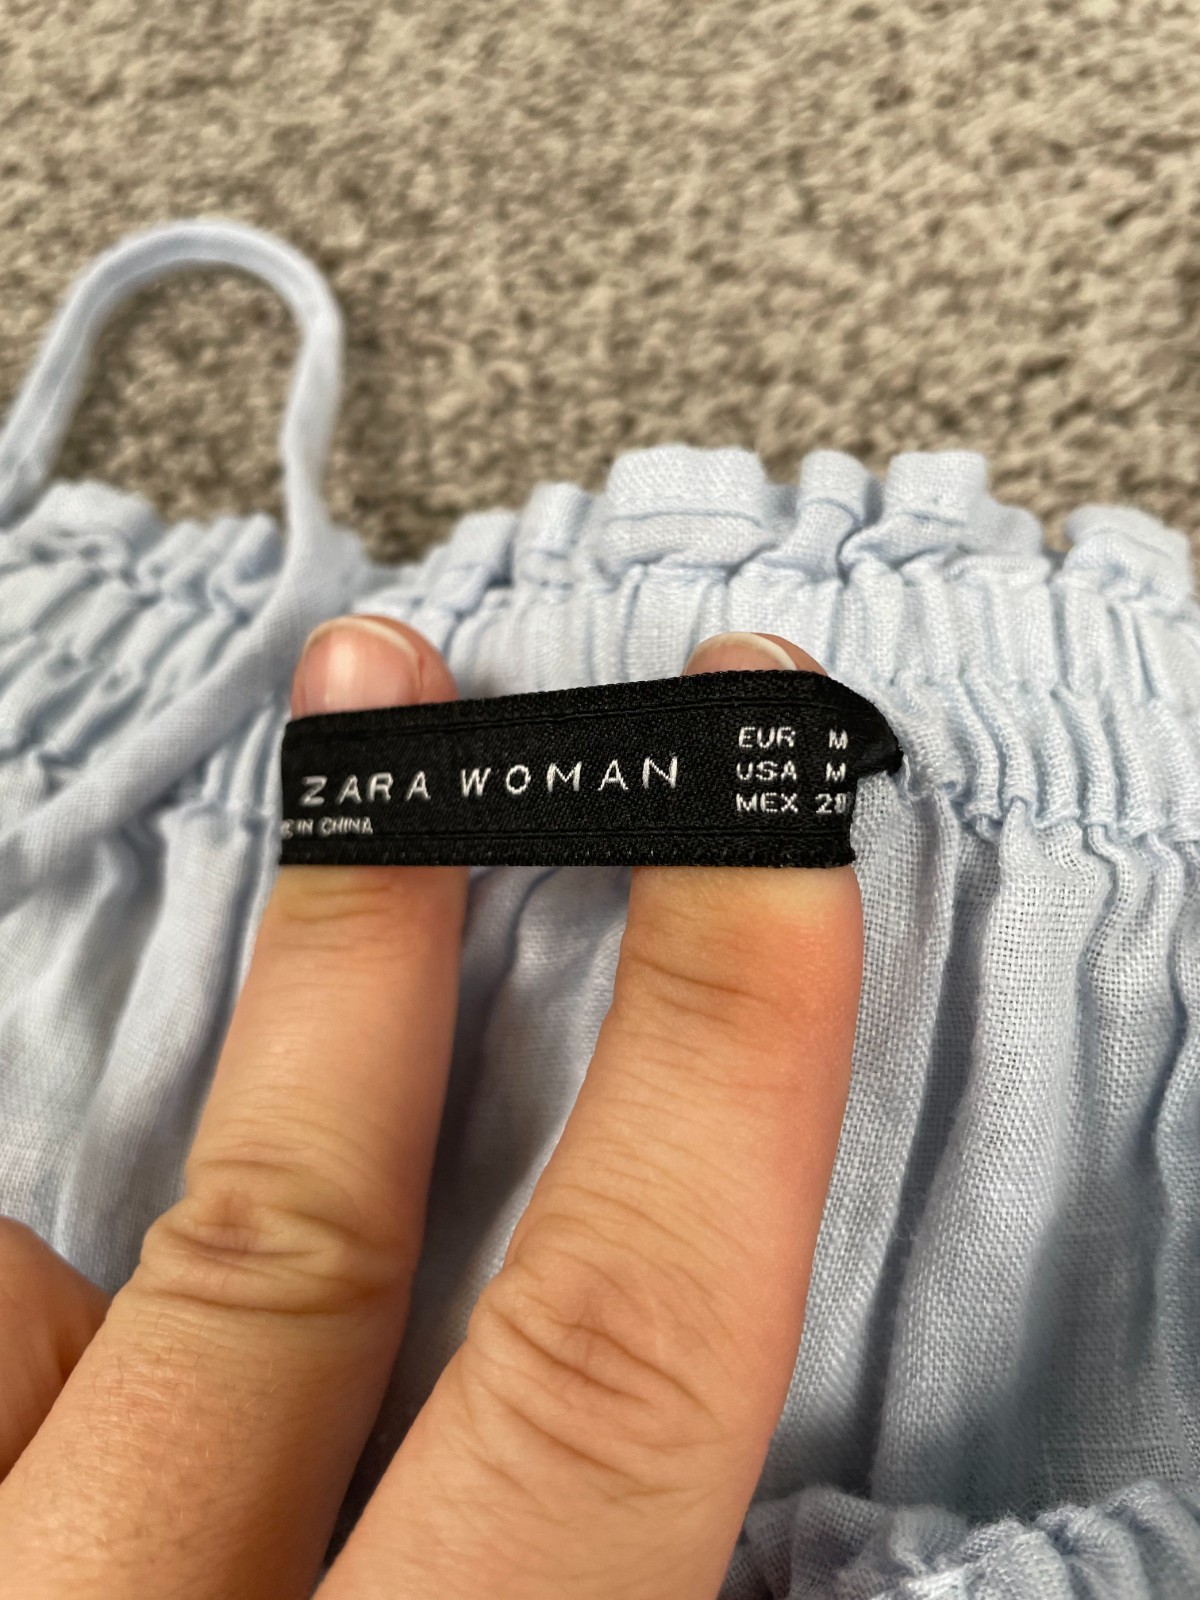 ZARA WOMAN
IN CHINA
EUR M
USA M
MEX 28